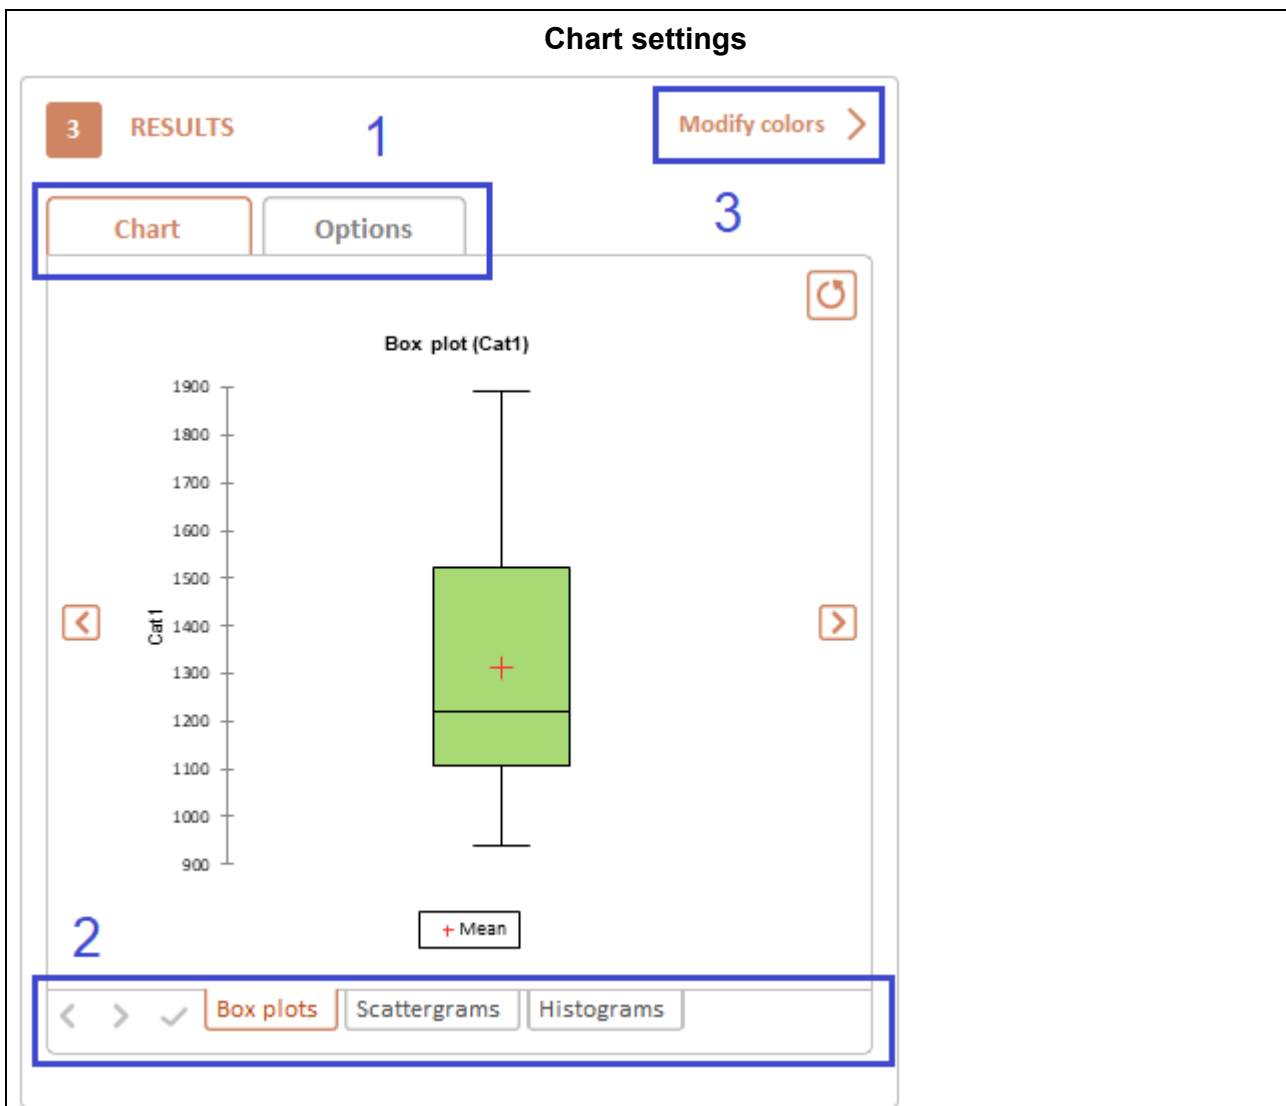 Chart settings
3 RESULTS 1 Modify colors
3
Chart Options
Box plot (Cat1)
1900
1800
1700
1600
1500
1400
1300
1200
1100
1000
900
Cat1
+ Mean
2
Box plots Scattergrams Histograms